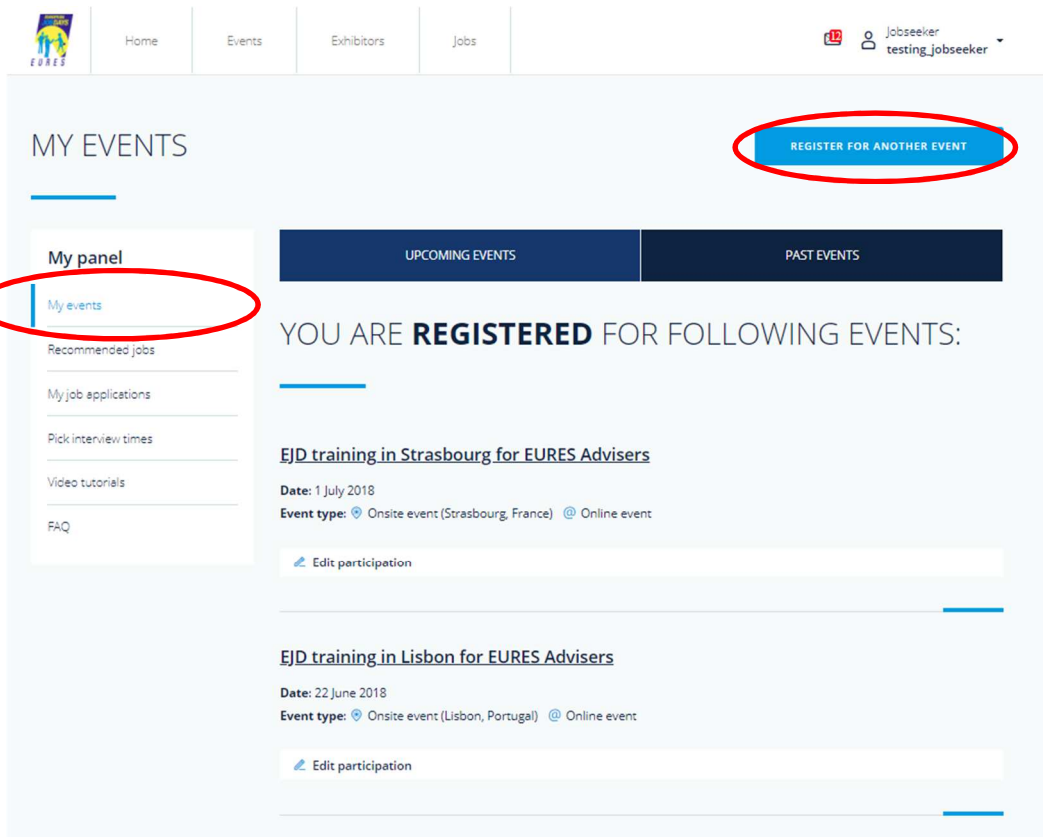 EUROPEAN
JOB DAYS
EURES
Home
Events
Exhibitors
Jobs
12
Jobseeker
testing_jobseeker
MY EVENTS
REGISTER FOR ANOTHER EVENT
My panel
My events
Recommended jobs
My job applications
Pick interview times
Video tutorials
FAQ
UPCOMING EVENTS
PAST EVENTS
YOU ARE REGISTERED FOR FOLLOWING EVENTS:
EJD training in Strasbourg for EURES Advisers
Date: 1 July 2018
Event type: Onsite event (Strasbourg, France) @ Online event
Edit participation
EJD training in Lisbon for EURES Advisers
Date: 22 June 2018
Event type: Onsite event (Lisbon, Portugal) @ Online event
Edit participation